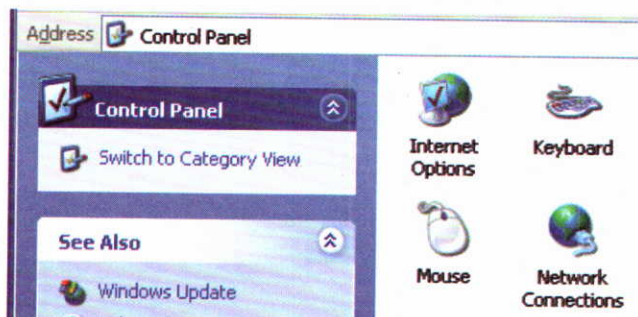 Address Control Panel
Control Panel
Switch to Category View
See Also
Windows Update
Internet
Options
Keyboard
Mouse
Network
Connections